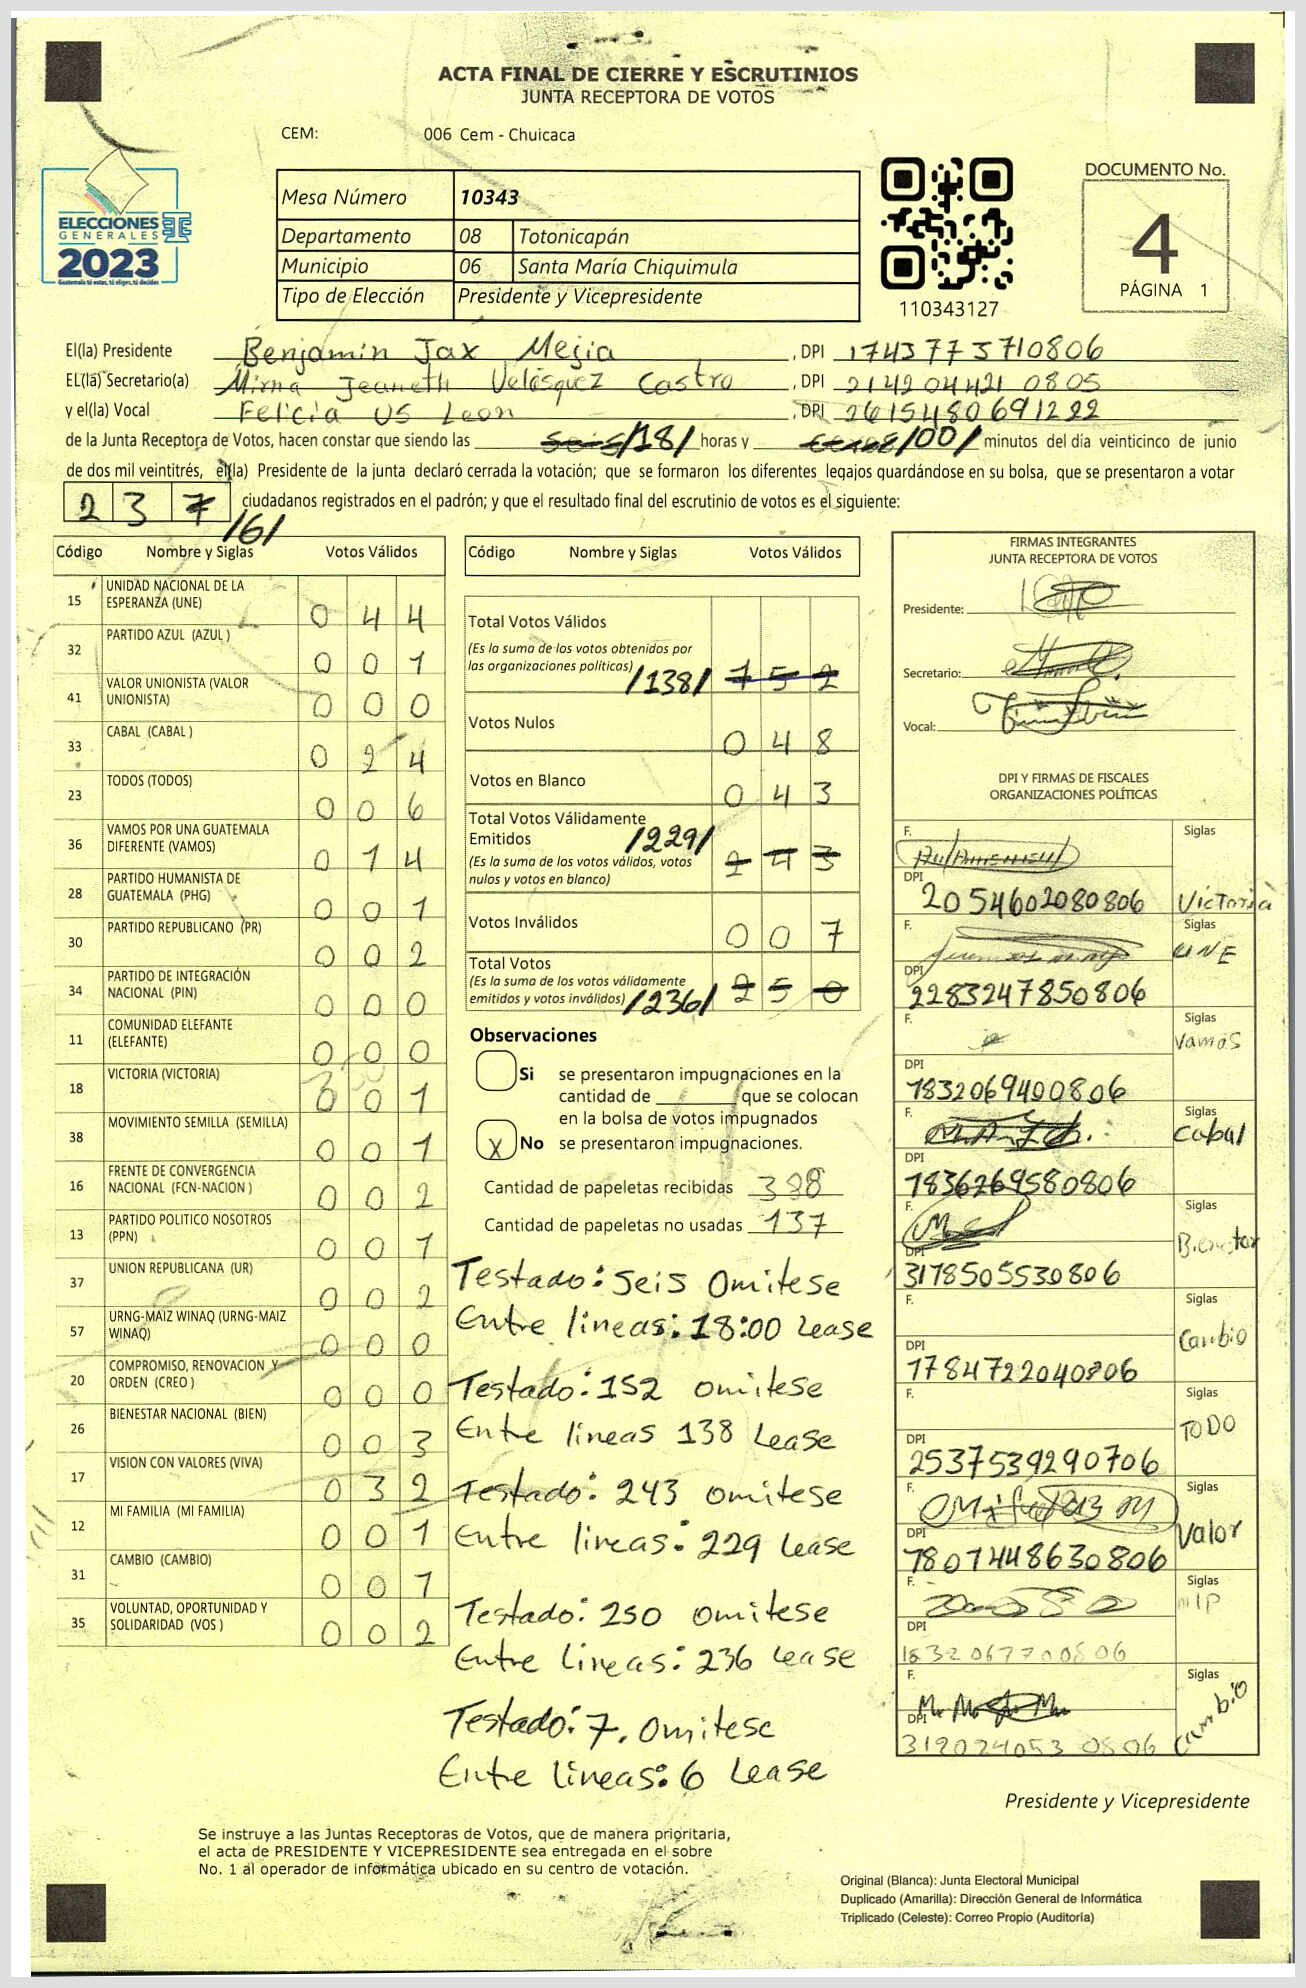 ACTA FINAL DE CIERRE Y ESCRUTINIOS
JUNTA RECEPTORA DE VOTOS
CEM: 006 Cem - Chuicaca
ELECCIONES
GENERALES
2023
Guatemala tú votas, tú eliges, tú decides
Mesa Número 10343
Departamento 08 Totonicapán
Municipio 06 Santa María Chiquimula
Tipo de Elección Presidente y Vicepresidente
110343127
DOCUMENTO No.
4
PÁGINA 1
El(la) Presidente Benjamin Jax Mejia, DPI 1743773710806
EL(la) Secretario(a) Mirna Jeaneth Velásquez Castro, DPI 2142044210805
y el(la) Vocal Felicia us Leon, DPI 2615480691222
de la Junta Receptora de Votos, hacen constar que siendo las seis /18/ horas y /00/ minutos del día veinticinco de junio
de dos mil veintitrés, el(la) Presidente de la junta declaró cerrada la votación; que se formaron los diferentes legajos guardándose en su bolsa, que se presentaron a votar
2 3 7 /6/ ciudadanos registrados en el padrón; y que el resultado final del escrutinio de votos es el siguiente:
Código Nombre y Siglas Votos Válidos
15 UNIDAD NACIONAL DE LA ESPERANZA (UNE) 0 4 4
32 PARTIDO AZUL (AZUL ) 0 0 1
41 VALOR UNIONISTA (VALOR UNIONISTA) 0 0 0
33 CABAL (CABAL ) 0 2 4
23 TODOS (TODOS) 0 0 6
36 VAMOS POR UNA GUATEMALA DIFERENTE (VAMOS) 0 1 4
28 PARTIDO HUMANISTA DE GUATEMALA (PHG) 0 0 1
30 PARTIDO REPUBLICANO (PR) 0 0 2
34 PARTIDO DE INTEGRACIÓN NACIONAL (PIN) 0 0 0
11 COMUNIDAD ELEFANTE (ELEFANTE) 0 0 0
18 VICTORIA (VICTORIA) 0 0 1
38 MOVIMIENTO SEMILLA (SEMILLA) 0 0 1
16 FRENTE DE CONVERGENCIA NACIONAL (FCN-NACION ) 0 0 2
13 PARTIDO POLITICO NOSOTROS (PPN) 0 0 1
37 UNION REPUBLICANA (UR) 0 0 2
57 URNG-MAIZ WINAQ (URNG-MAIZ WINAQ) 0 0 0
20 COMPROMISO, RENOVACION Y ORDEN (CREO ) 0 0 0
26 BIENESTAR NACIONAL (BIEN) 0 0 3
17 VISION CON VALORES (VIVA) 0 3 2
12 MI FAMILIA (MI FAMILIA) 0 0 1
31 CAMBIO (CAMBIO) 0 0 1
35 VOLUNTAD, OPORTUNIDAD Y SOLIDARIDAD (VOS ) 0 0 2
Código Nombre y Siglas Votos Válidos
Total Votos Válidos
(Es la suma de los votos obtenidos por
las organizaciones políticas) /138/ 1 5 2
Votos Nulos 0 4 8
Votos en Blanco 0 4 3
Total Votos Válidamente
Emitidos /229/ 2 4 3
(Es la suma de los votos válidos, votos
nulos y votos en blanco)
Votos Inválidos 0 0 7
Total Votos
(Es la suma de los votos válidamente
emitidos y votos inválidos) /236/ 2 5 0
Observaciones
Si se presentaron impugnaciones en la
cantidad de ________ que se colocan
en la bolsa de votos impugnados
X No se presentaron impugnaciones.
Cantidad de papeletas recibidas
Cantidad de papeletas no usadas 137
Testado: Seis Omitese
Entre lineas: 18:00 Lease
Testado: 152 omitese
Entre lineas 138 Lease
Testado: 243 omitese
Entre lineas: 229 Lease
Testado: 250 omitese
Entre lineas: 236 Lease
Testado: 7. Omitese
Entre lineas: 6 Lease
FIRMAS INTEGRANTES
JUNTA RECEPTORA DE VOTOS
Presidente:
Secretario:
Vocal:
DPI Y FIRMAS DE FISCALES
ORGANIZACIONES POLÍTICAS
F. Siglas
DPI 2054602080806 Victoria
F. Siglas
DPI 2283247850806 UNE
F. Siglas
DPI 1832069400806 Vamos
F. Siglas
DPI 1836269580806 Cabal
F. Siglas
DPI 3178505530806 Bienestar
F. Siglas
1784722040806 Cambio
F. Siglas
DPI 2537539290706 TODO
F. Siglas
DPI 1801448630806 Valor
F. Siglas
DPI 1832067700806 MLP
F. Siglas
DPI 3120240530806 Cambio
Presidente y Vicepresidente
Se instruye a las Juntas Receptoras de Votos, que de manera prioritaria,
el acta de PRESIDENTE Y VICEPRESIDENTE sea entregada en el sobre
No. 1 al operador de informática ubicado en su centro de votación.
Original (Blanca): Junta Electoral Municipal
Duplicado (Amarilla): Dirección General de Informática
Triplicado (Celeste): Correo Propio (Auditoría)